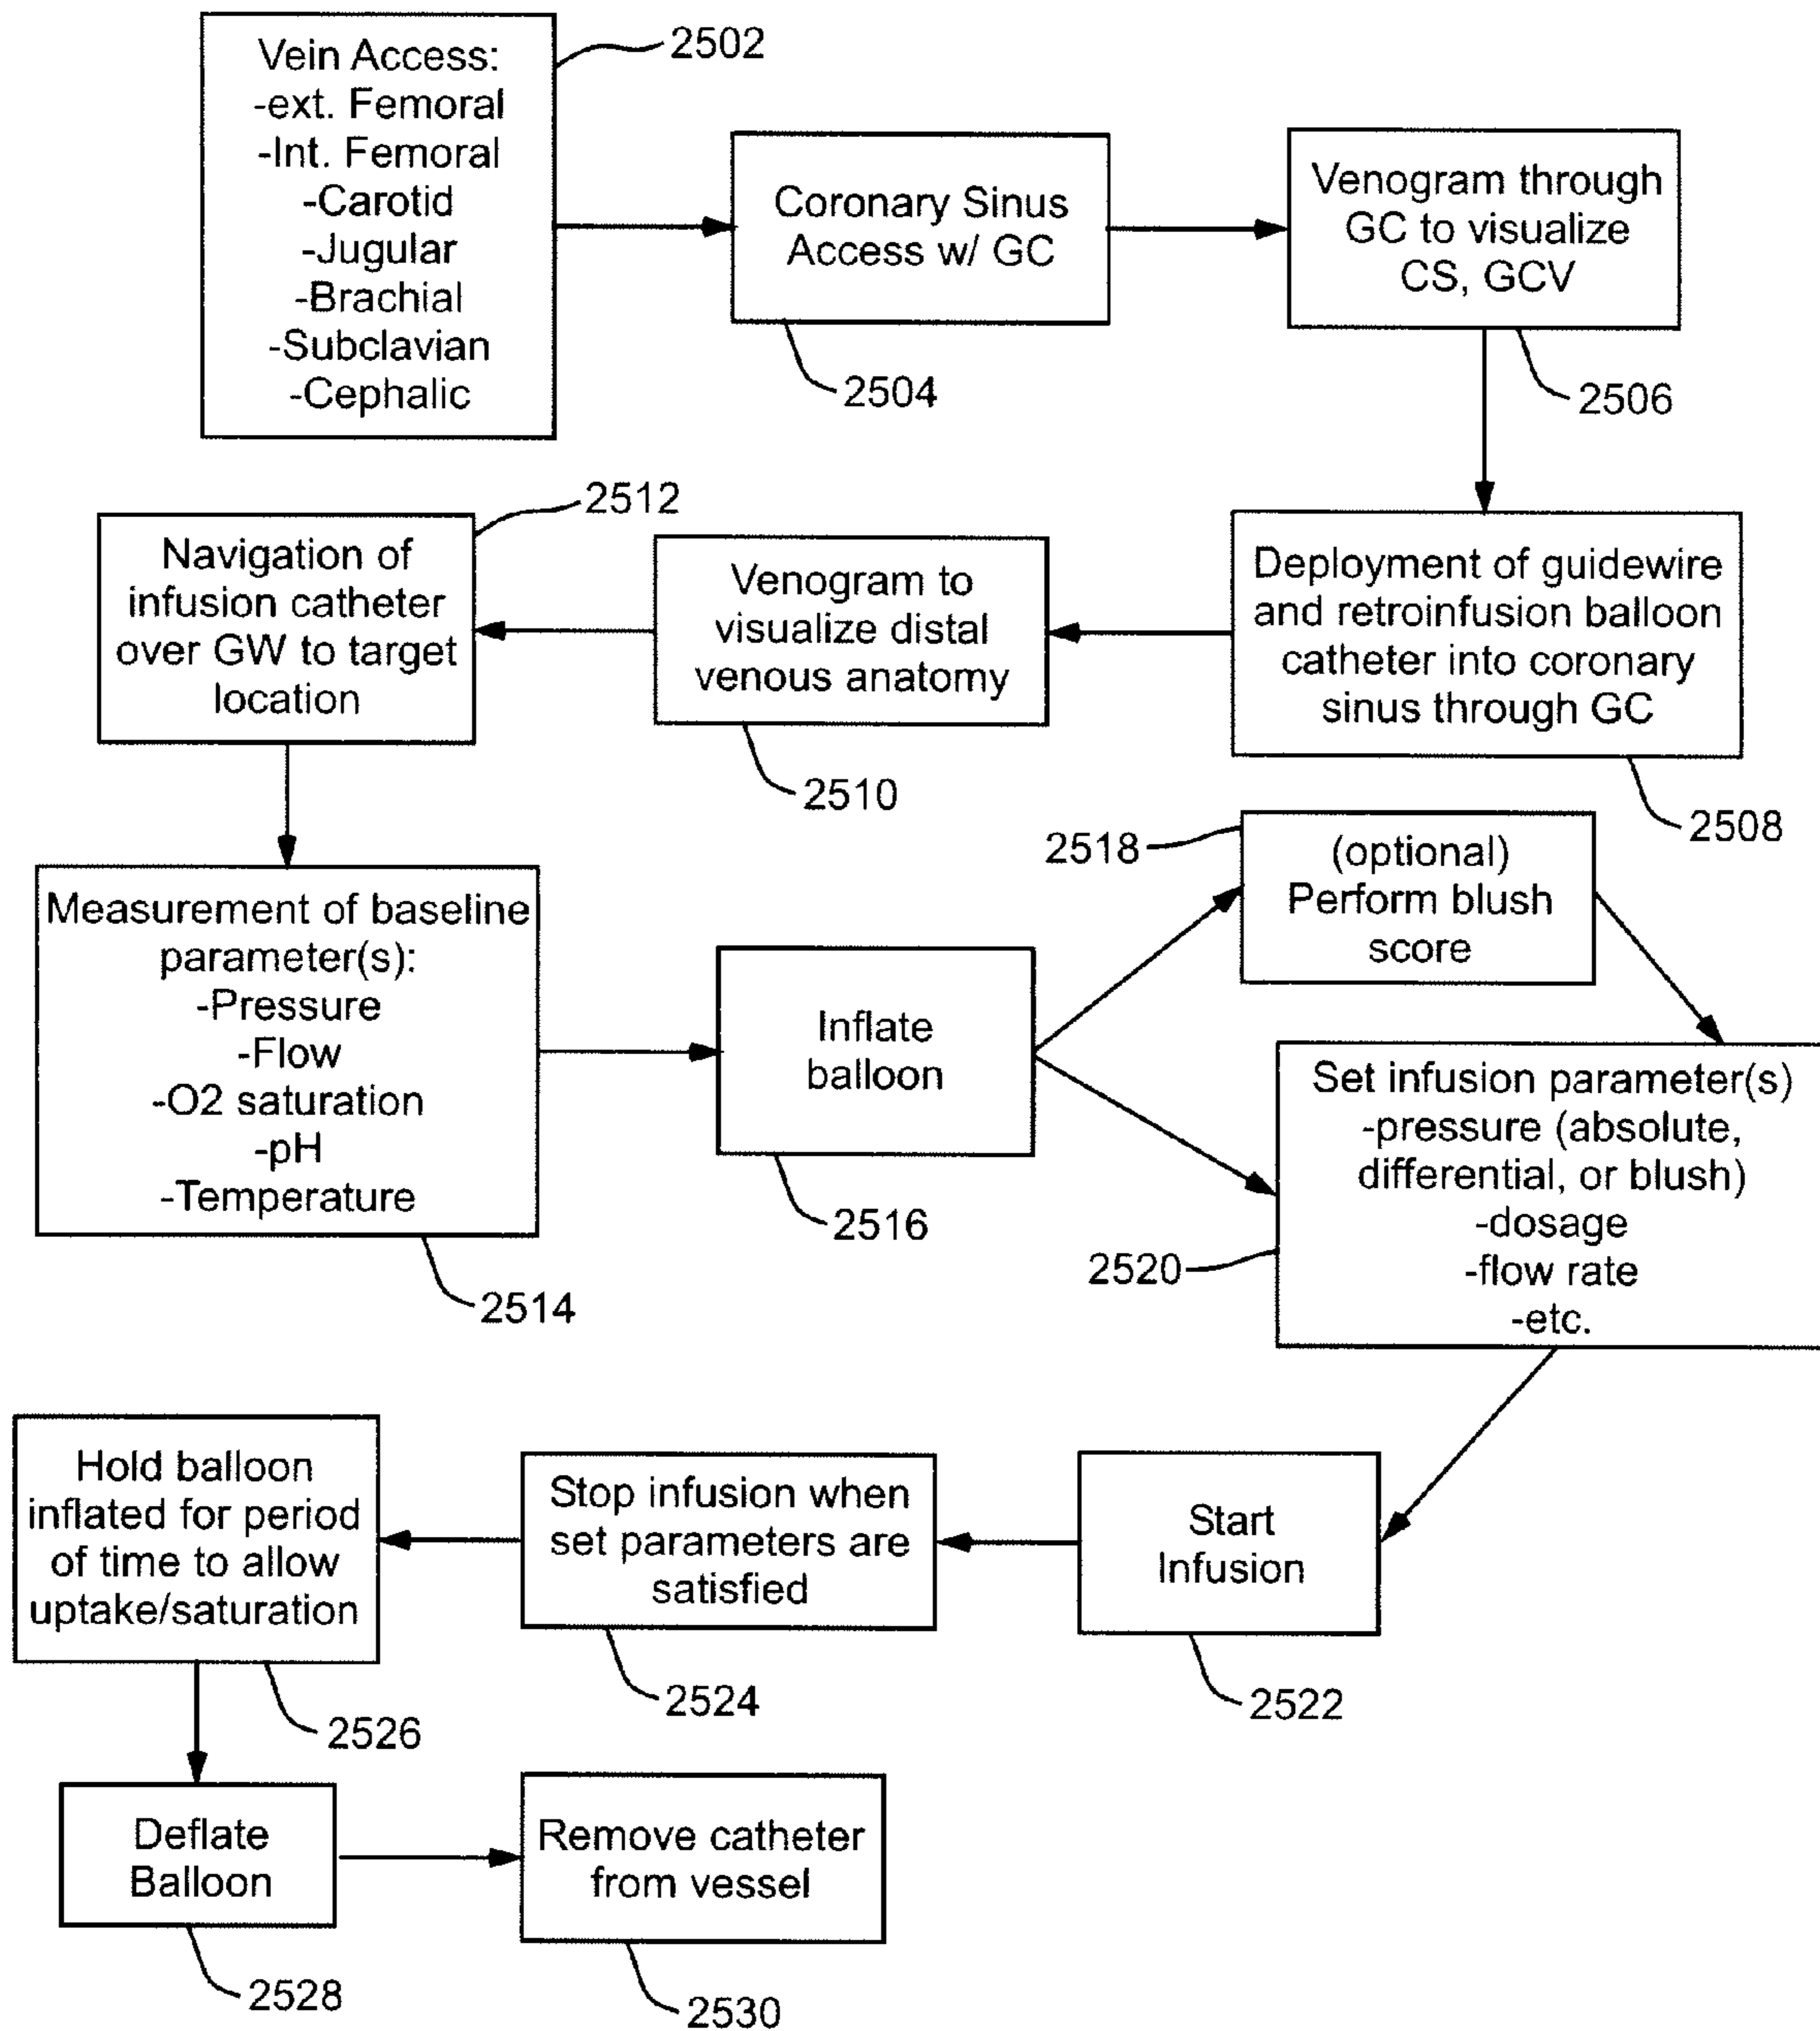 Vein Access:
-ext. Femoral
-Int. Femoral
-Carotid
-Jugular
-Brachial
-Subclavian
-Cephalic
2502
Coronary Sinus
Access w/ GC
2504
Venogram through
GC to visualize
CS, GCV
2506
Deployment of guidewire
and retroinfusion balloon
catheter into coronary
sinus through GC
2508
Venogram to
visualize distal
venous anatomy
2510
Navigation of
infusion catheter
over GW to target
location
2512
Measurement of baseline
parameter(s):
-Pressure
-Flow
-O2 saturation
-pH
-Temperature
2514
Inflate
balloon
2516
(optional)
Perform blush
score
2518
Set infusion parameter(s)
-pressure (absolute,
differential, or blush)
-dosage
-flow rate
-etc.
2520
Start
Infusion
2522
Stop infusion when
set parameters are
satisfied
2524
Hold balloon
inflated for period
of time to allow
uptake/saturation
2526
Deflate
Balloon
2528
Remove catheter
from vessel
2530